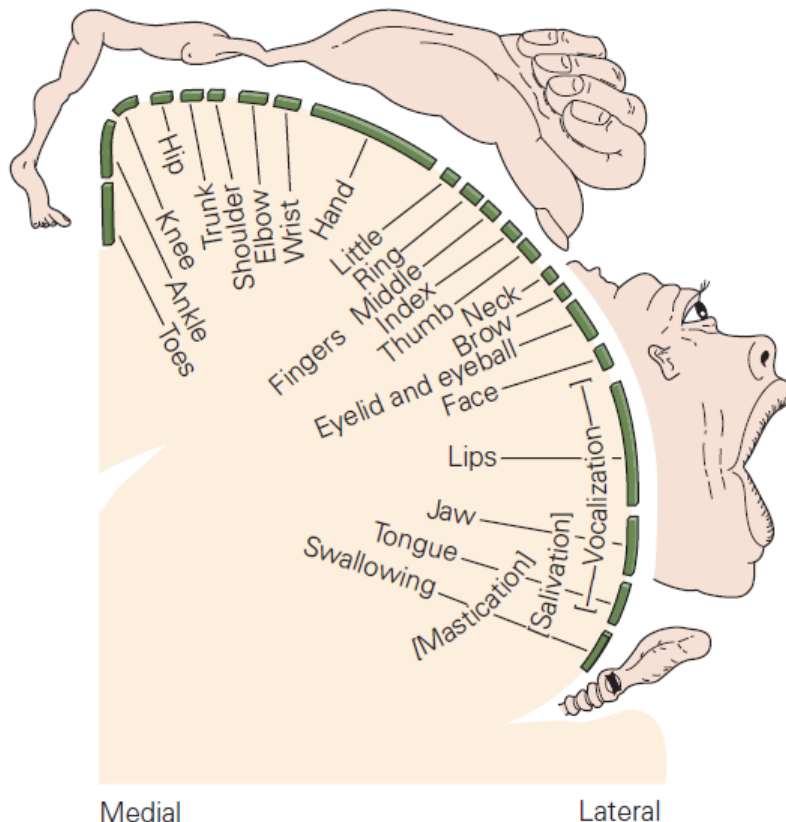 Toes
Ankle
Knee
Hip
Trunk
Shoulder
Elbow
Wrist
Hand
Fingers
Little
Ring
Middle
Index
Thumb
Neck
Brow
Eyelid and eyeball
Face
Lips
Jaw
Tongue
Swallowing
[Mastication]
[Salivation]
[Vocalization]
Medial
Lateral